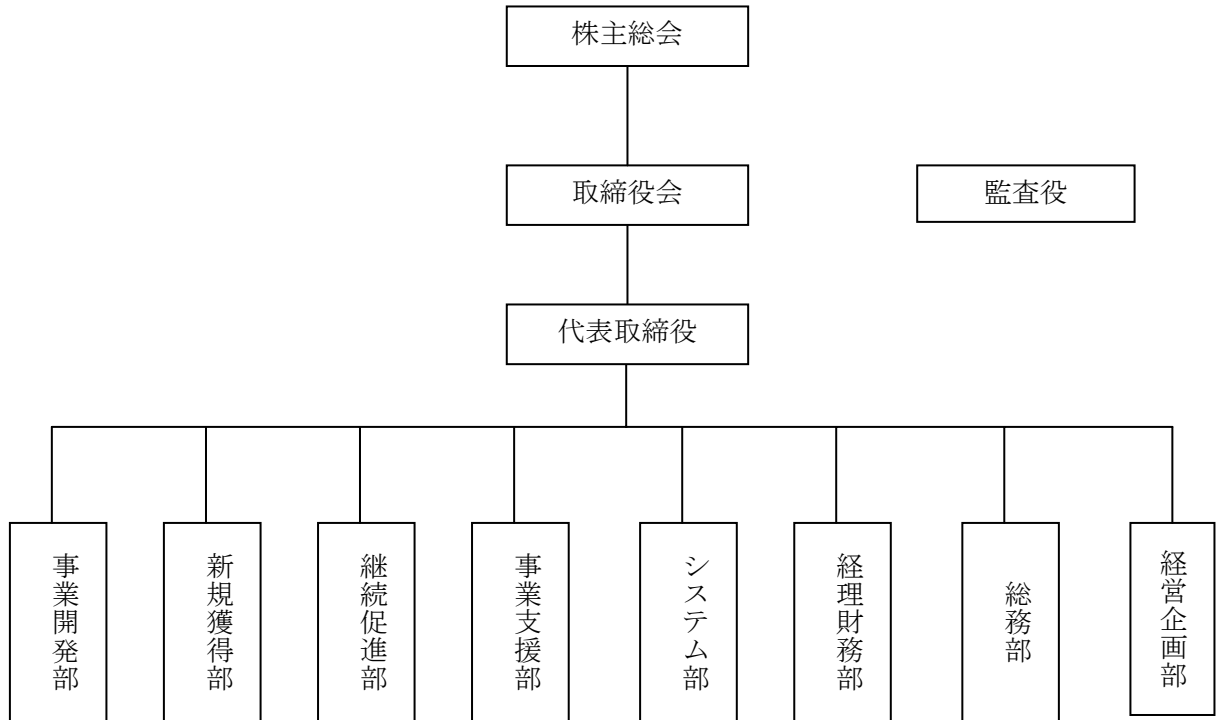 株主総会
取締役会
監査役
代表取締役
事業開発部
新規獲得部
継続促進部
事業支援部
システム部
経理財務部
総務部
経営企画部